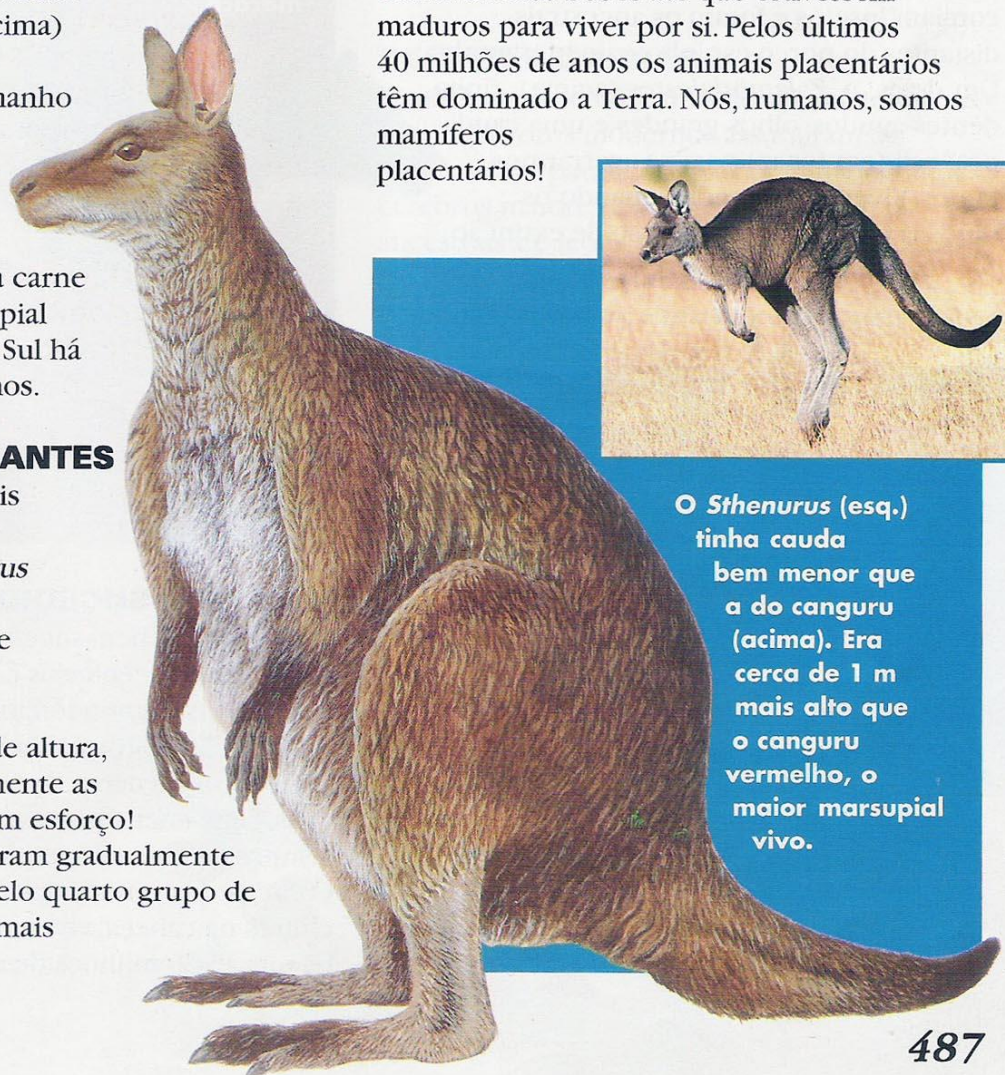 cima)
manho
a carne
pial
Sul há
nos.
ANTES
is
us
e
de altura,
mente as
m esforço!
ram gradualmente
elo quarto grupo de
mais
maduros para viver por si. Pelos últimos
40 milhões de anos os animais placentários
têm dominado a Terra. Nós, humanos, somos
mamíferos
placentários!
O Sthenurus (esq.)
tinha cauda
bem menor que
a do canguru
(acima). Era
cerca de 1 m
mais alto que
o canguru
vermelho, o
maior marsupial
vivo.
487